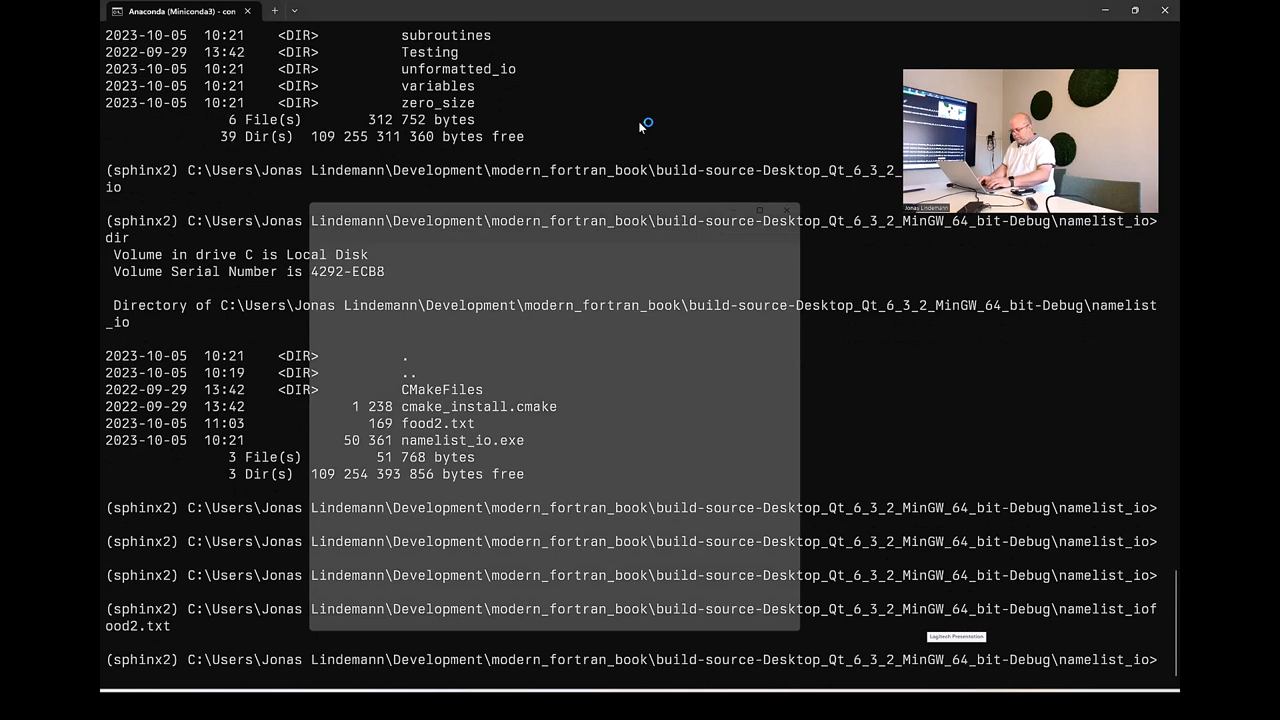 Anaconda (Miniconda3) - con
2023-10-05 10:21 <DIR> subroutines
2022-09-29 13:42 <DIR> Testing
2023-10-05 10:21 <DIR> unformatted_io
2023-10-05 10:21 <DIR> variables
2023-10-05 10:21 <DIR> zero_size
6 File(s) 312 752 bytes
39 Dir(s) 109 255 311 360 bytes free
(sphinx2) C:\Users\Jonas Lindemann\Development\modern_fortran_book\build-source-Desktop_Qt_6_3_2_
io
Jonas Lindemann
(sphinx2) C:\Users\Jonas Lindemann\Development\modern_fortran_book\build-source-Desktop_Qt_6_3_2_MinGW_64_bit-Debug\namelist_io>
dir
Volume in drive C is Local Disk
Volume Serial Number is 4292-ECB8
Directory of C:\Users\Jonas Lindemann\Development\modern_fortran_book\build-source-Desktop_Qt_6_3_2_MinGW_64_bit-Debug\namelist
_io
2023-10-05 10:21 <DIR> .
2023-10-05 10:19 <DIR> ..
2022-09-29 13:42 <DIR> CMakeFiles
2022-09-29 13:42 1 238 cmake_install.cmake
2023-10-05 11:03 169 food2.txt
2023-10-05 10:21 50 361 namelist_io.exe
3 File(s) 51 768 bytes
3 Dir(s) 109 254 393 856 bytes free
(sphinx2) C:\Users\Jonas Lindemann\Development\modern_fortran_book\build-source-Desktop_Qt_6_3_2_MinGW_64_bit-Debug\namelist_io>
(sphinx2) C:\Users\Jonas Lindemann\Development\modern_fortran_book\build-source-Desktop_Qt_6_3_2_MinGW_64_bit-Debug\namelist_io>
(sphinx2) C:\Users\Jonas Lindemann\Development\modern_fortran_book\build-source-Desktop_Qt_6_3_2_MinGW_64_bit-Debug\namelist_io>
(sphinx2) C:\Users\Jonas Lindemann\Development\modern_fortran_book\build-source-Desktop_Qt_6_3_2_MinGW_64_bit-Debug\namelist_iof
ood2.txt
Logitech Presentation
(sphinx2) C:\Users\Jonas Lindemann\Development\modern_fortran_book\build-source-Desktop_Qt_6_3_2_MinGW_64_bit-Debug\namelist_io>